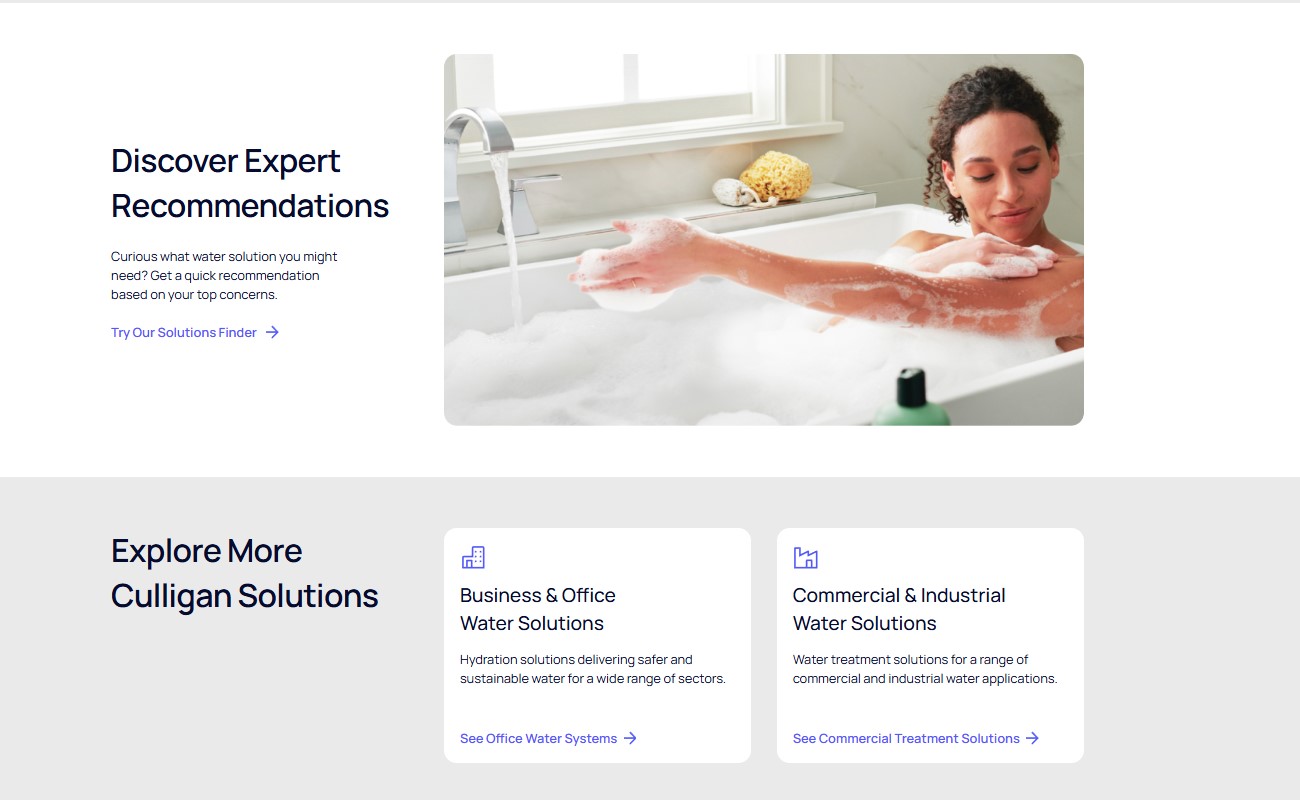 Discover Expert
Recommendations
Curious what water solution you might
need? Get a quick recommendation
based on your top concerns.
Try Our Solutions Finder
Explore More
Culligan Solutions
Business & Office
Water Solutions
Hydration solutions delivering safer and
sustainable water for a wide range of sectors.
See Office Water Systems
Commercial & Industrial
Water Solutions
Water treatment solutions for a range of
commercial and industrial water applications.
See Commercial Treatment Solutions